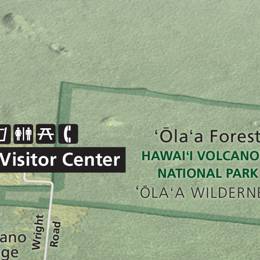 ʻŌlaʻa Forest
Visitor Center
HAWAIʻI VOLCANO
NATIONAL PARK
ʻŌLAʻA WILDERNE
ano
ge
Wright
Road